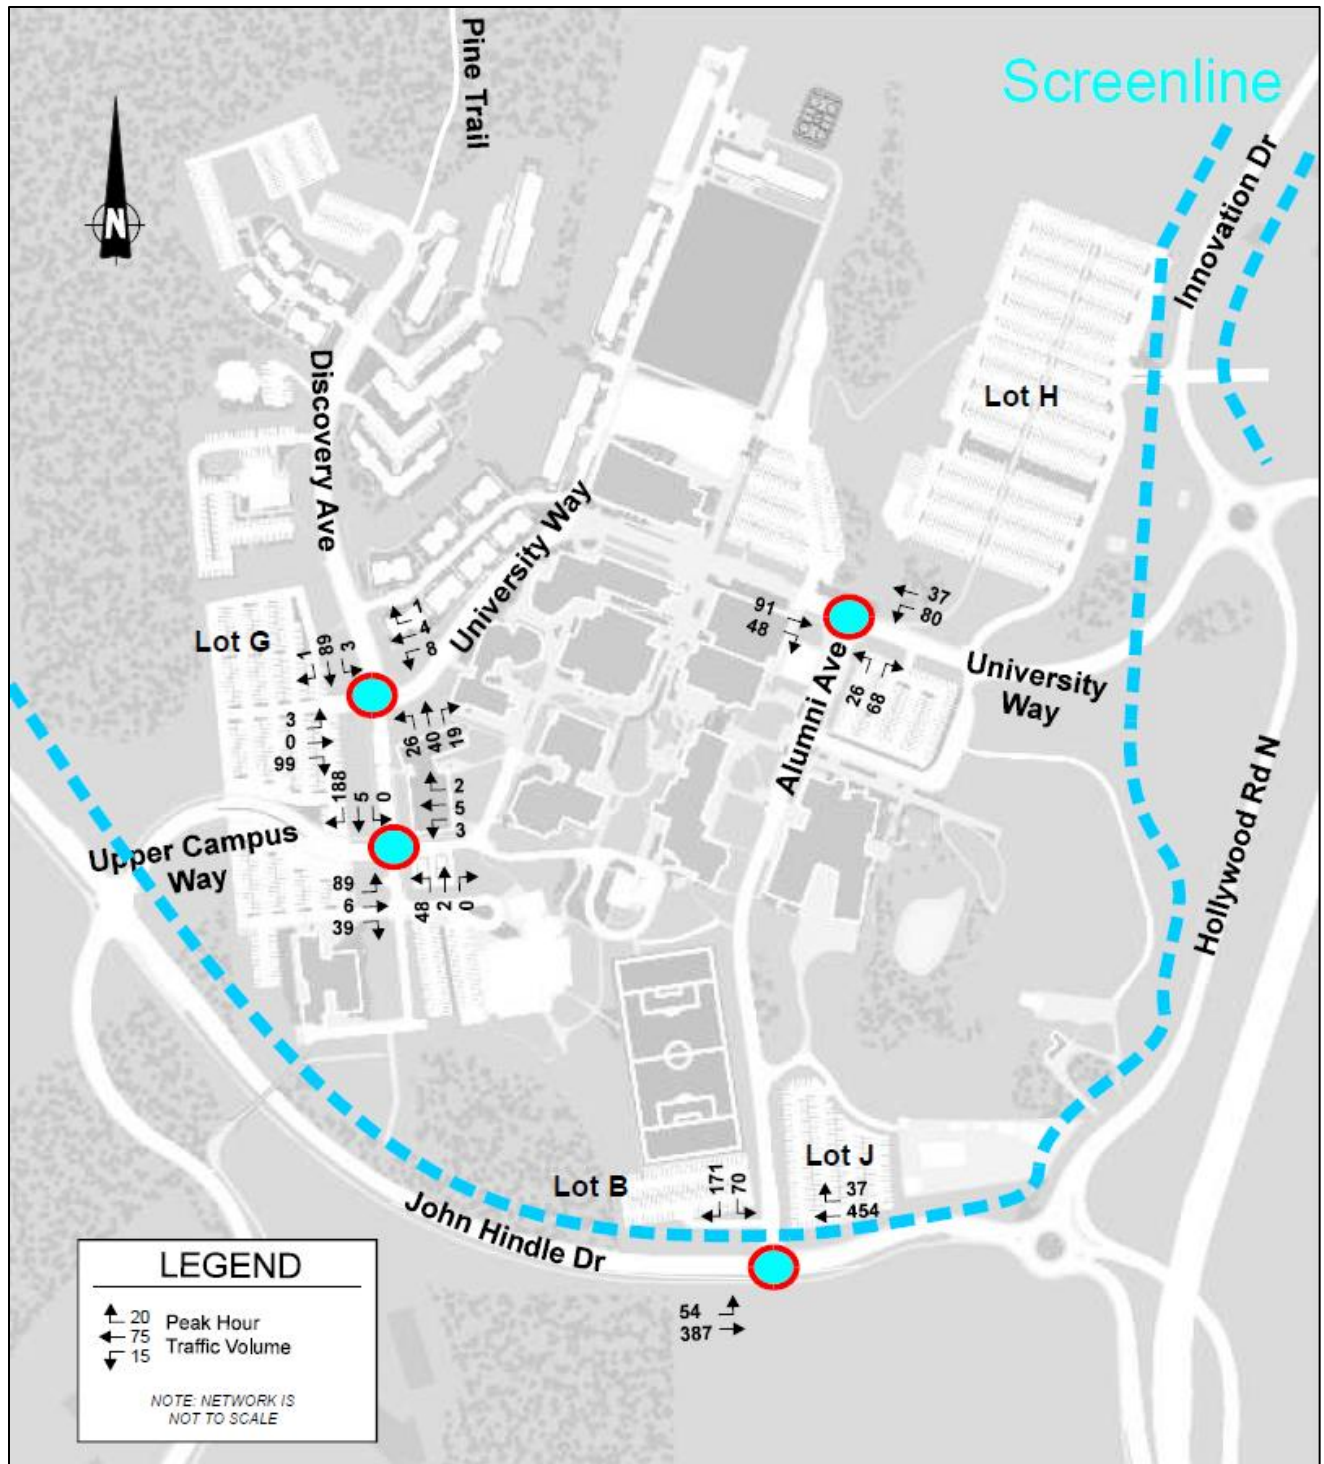 Pine Trail
Screenline
Innovation Dr
N
Discovery Ave
Lot H
University Way
1
4
8
Lot G
1
68
3
91
48
37
80
3
0
99
26
40
19
Alumni Ave
26
68
University
Way
188
5
0
2
5
3
Upper Campus
Way
89
6
39
48
2
0
Hollywood Rd N
Lot B
171
70
Lot J
37
454
John Hindle Dr
54
387
LEGEND
20
75
15
Peak Hour
Traffic Volume
NOTE: NETWORK IS
NOT TO SCALE